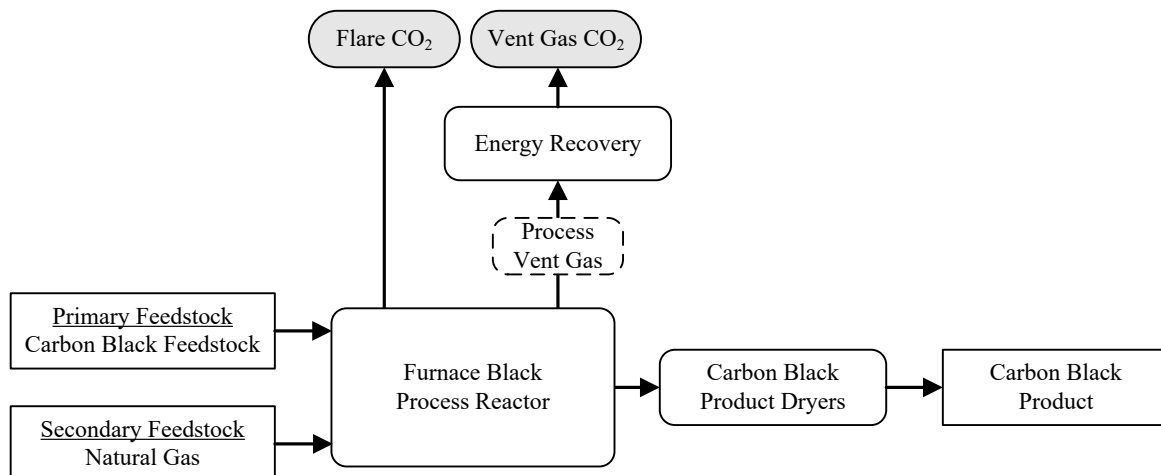 Flare CO₂
Vent Gas CO₂
Energy Recovery
Process
Vent Gas
Primary Feedstock
Carbon Black Feedstock
Secondary Feedstock
Natural Gas
Furnace Black
Process Reactor
Carbon Black
Product Dryers
Carbon Black
Product